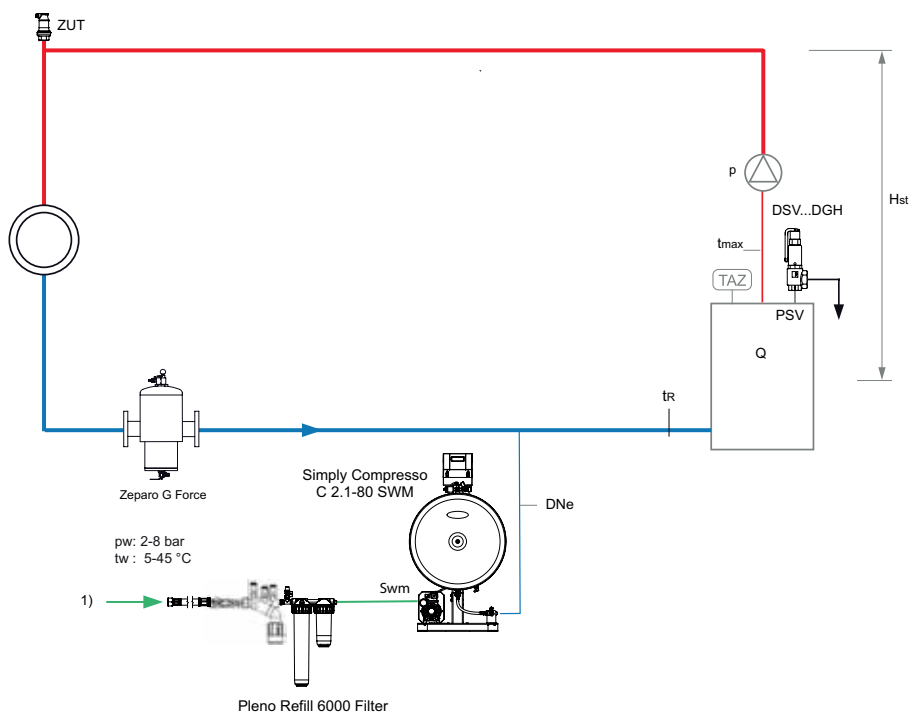 ZUT
p
DSV...DGH
Hst
tmax
TAZ
PSV
Q
tR
Zeparo G Force
Simply Compresso
C 2.1-80 SWM
DNe
pw: 2-8 bar
tw : 5-45 °C
Swm
1)
Pleno Refill 6000 Filter